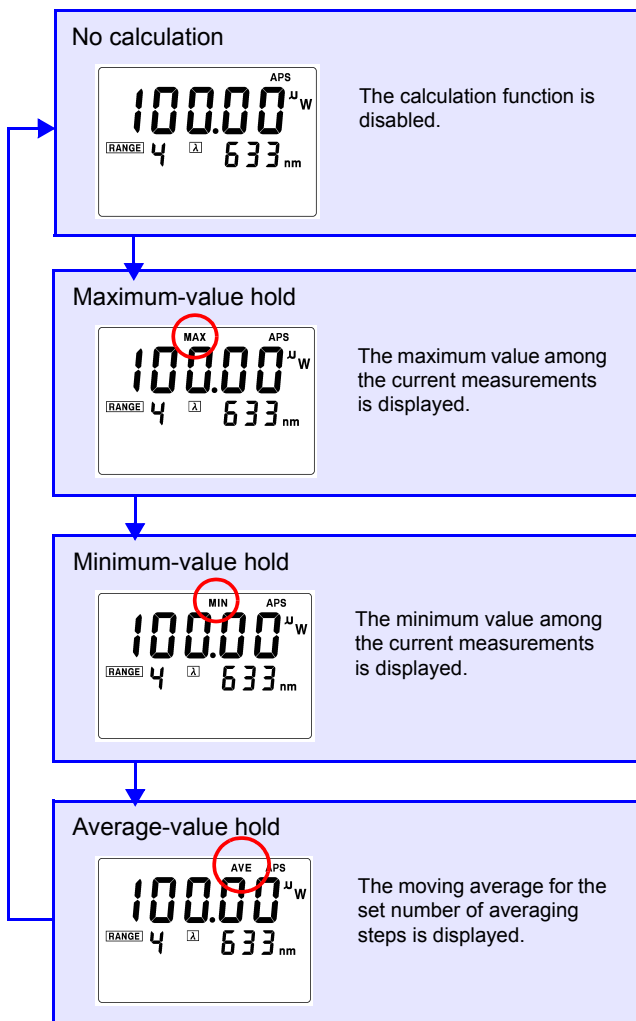 No calculation
APS
100.00 μW
RANGE 4 λ 633 nm
The calculation function is
disabled.
Maximum-value hold
MAX APS
100.00 μW
RANGE 4 λ 633 nm
The maximum value among
the current measurements
is displayed.
Minimum-value hold
MIN APS
100.00 μW
RANGE 4 λ 633 nm
The minimum value among
the current measurements
is displayed.
Average-value hold
AVE APS
100.00 μW
RANGE 4 λ 633 nm
The moving average for the
set number of averaging
steps is displayed.